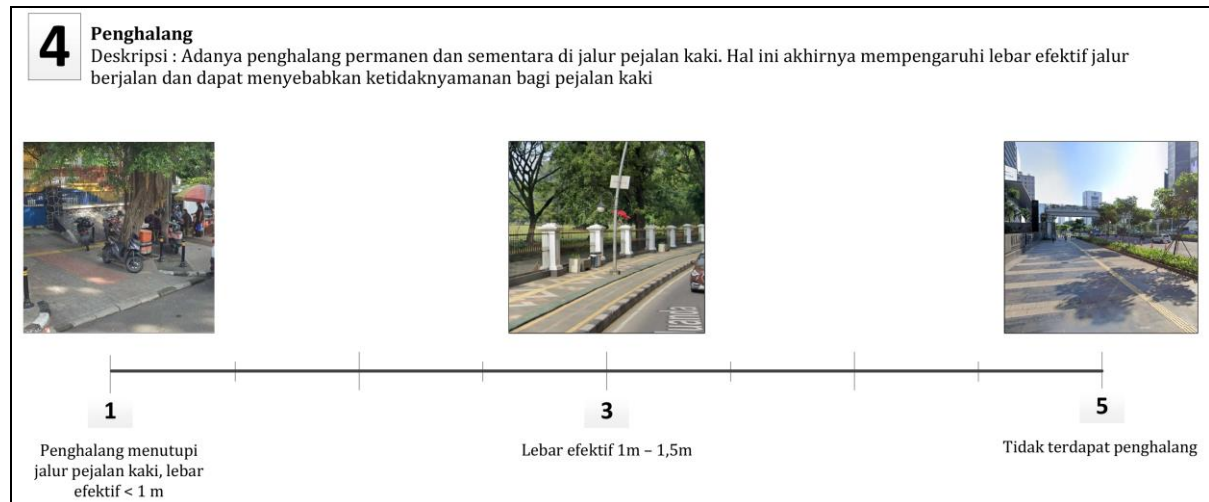 4
Penghalang
Deskripsi : Adanya penghalang permanen dan sementara di jalur pejalan kaki. Hal ini akhirnya mempengaruhi lebar efektif jalur
berjalan dan dapat menyebabkan ketidaknyamanan bagi pejalan kaki
uanda
1
3
5
Penghalang menutupi
jalur pejalan kaki, lebar
efektif < 1 m
Lebar efektif 1m – 1,5m
Tidak terdapat penghalang